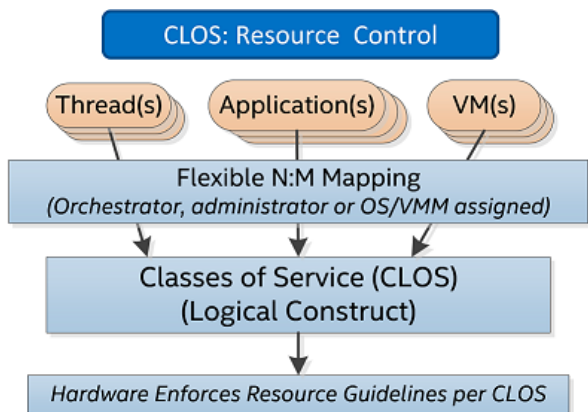 CLOS: Resource Control
Thread(s)
Application(s)
VM(s)
Flexible N:M Mapping
(Orchestrator, administrator or OS/VMM assigned)
Classes of Service (CLOS)
(Logical Construct)
Hardware Enforces Resource Guidelines per CLOS